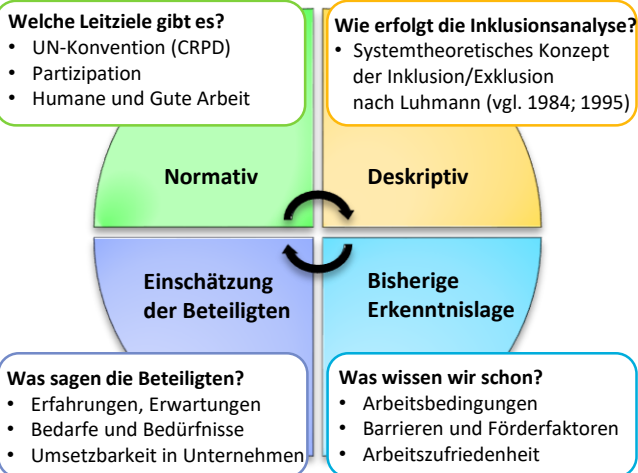 Welche Leitziele gibt es?
• UN-Konvention (CRPD)
• Partizipation
• Humane und Gute Arbeit
Wie erfolgt die Inklusionsanalyse?
• Systemtheoretisches Konzept
der Inklusion/Exklusion
nach Luhmann (vgl. 1984; 1995)
Normativ
Deskriptiv
Einschätzung
der Beteiligten
Bisherige
Erkenntnislage
Was sagen die Beteiligten?
• Erfahrungen, Erwartungen
• Bedarfe und Bedürfnisse
• Umsetzbarkeit in Unternehmen
Was wissen wir schon?
• Arbeitsbedingungen
• Barrieren und Förderfaktoren
• Arbeitszufriedenheit